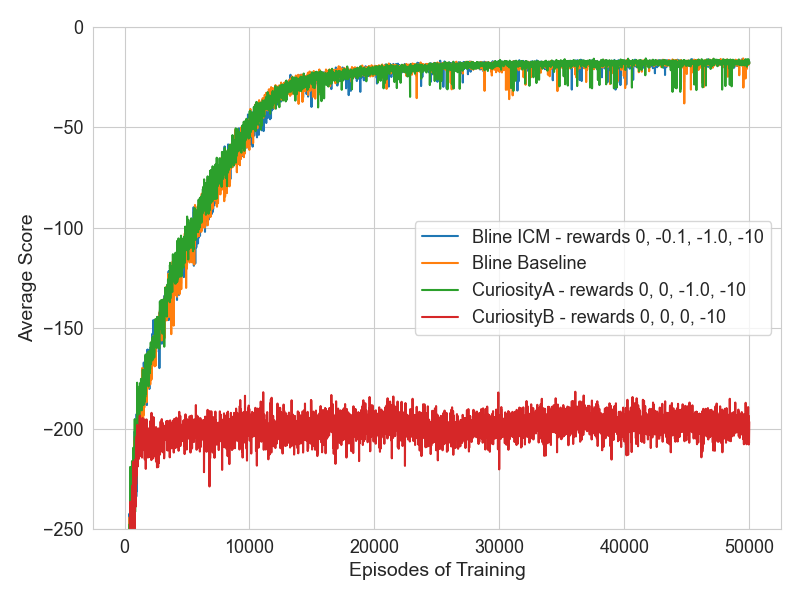 0
−50
−100
−150
−200
−250
Average Score
Bline ICM - rewards 0, -0.1, -1.0, -10
Bline Baseline
CuriosityA - rewards 0, 0, -1.0, -10
CuriosityB - rewards 0, 0, 0, -10
0 10000 20000 30000 40000 50000
Episodes of Training